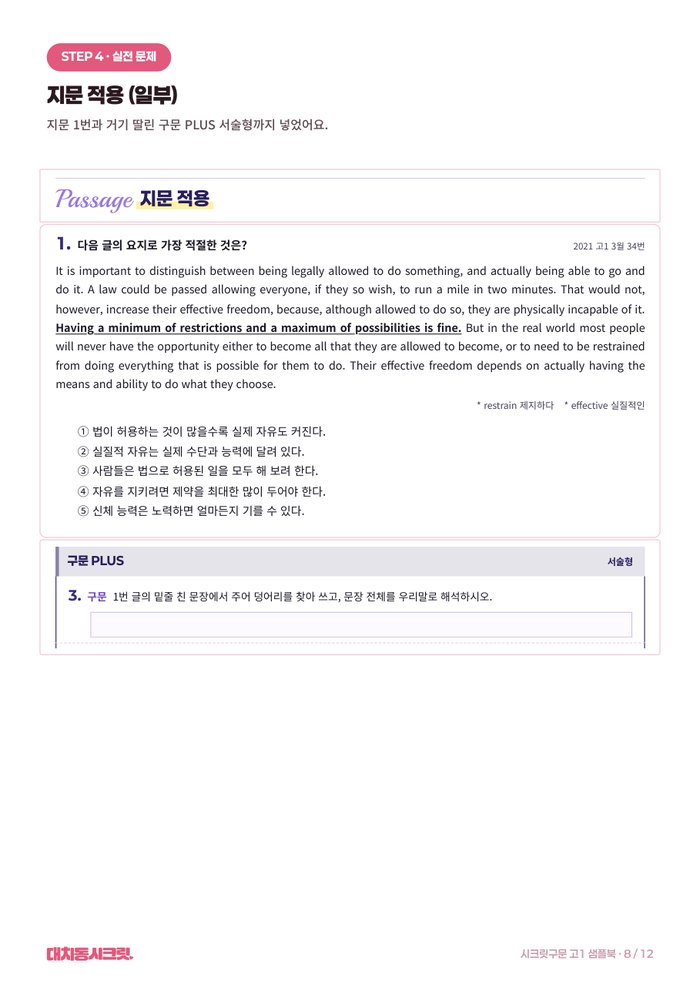 STEP 4 · 실전 문제
지문 적용 (일부)
지문 1번과 거기 딸린 구문 PLUS 서술형까지 넣었어요.
Passage 지문 적용
1. 다음 글의 요지로 가장 적절한 것은? 2021 고1 3월 34번
It is important to distinguish between being legally allowed to do something, and actually being able to go and
do it. A law could be passed allowing everyone, if they so wish, to run a mile in two minutes. That would not,
however, increase their effective freedom, because, although allowed to do so, they are physically incapable of it.
Having a minimum of restrictions and a maximum of possibilities is fine. But in the real world most people
will never have the opportunity either to become all that they are allowed to become, or to need to be restrained
from doing everything that is possible for them to do. Their effective freedom depends on actually having the
means and ability to do what they choose.
* restrain 제지하다 * effective 실질적인
① 법이 허용하는 것이 많을수록 실제 자유도 커진다.
② 실질적 자유는 실제 수단과 능력에 달려 있다.
③ 사람들은 법으로 허용된 일을 모두 해 보려 한다.
④ 자유를 지키려면 제약을 최대한 많이 두어야 한다.
⑤ 신체 능력은 노력하면 얼마든지 기를 수 있다.
구문 PLUS 서술형
3. 구문 1번 글의 밑줄 친 문장에서 주어 덩어리를 찾아 쓰고, 문장 전체를 우리말로 해석하시오.
대치동시크릿. 시크릿구문 고1 샘플북 · 8 / 12